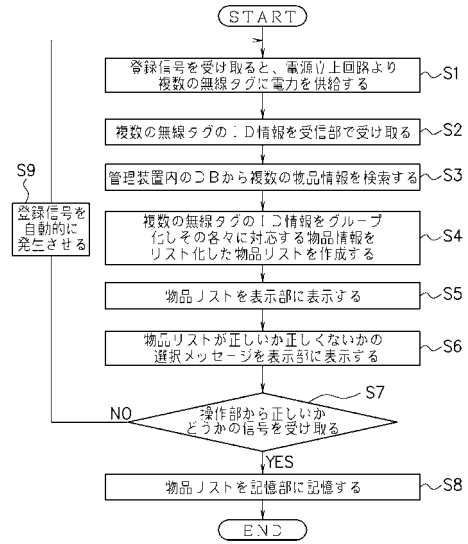 START
登録信号を受け取ると、電源立上回路より
複数の無線タグに電力を供給する
S1
複数の無線タグのID情報を受信部で受け取る
S2
管理装置内のDBから複数の物品情報を検索する
S3
S9
登録信号を
自動的に
発生させる
複数の無線タグのID情報をグループ
化しその各々に対応する物品情報を
リスト化した物品リストを作成する
S4
物品リストを表示部に表示する
S5
物品リストが正しいか正しくないかの
選択メッセージを表示部に表示する
S6
S7
操作部から正しいか
どうかの信号を受け取る
NO
YES
物品リストを記憶部に記憶する
S8
END